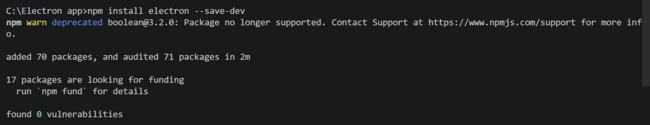 C:\Electron app>npm install electron --save-dev
npm warn deprecated boolean@3.2.0: Package no longer supported. Contact Support at https://www.npmjs.com/support for more inf
o.
added 70 packages, and audited 71 packages in 2m
17 packages are looking for funding
  run `npm fund` for details
found 0 vulnerabilities